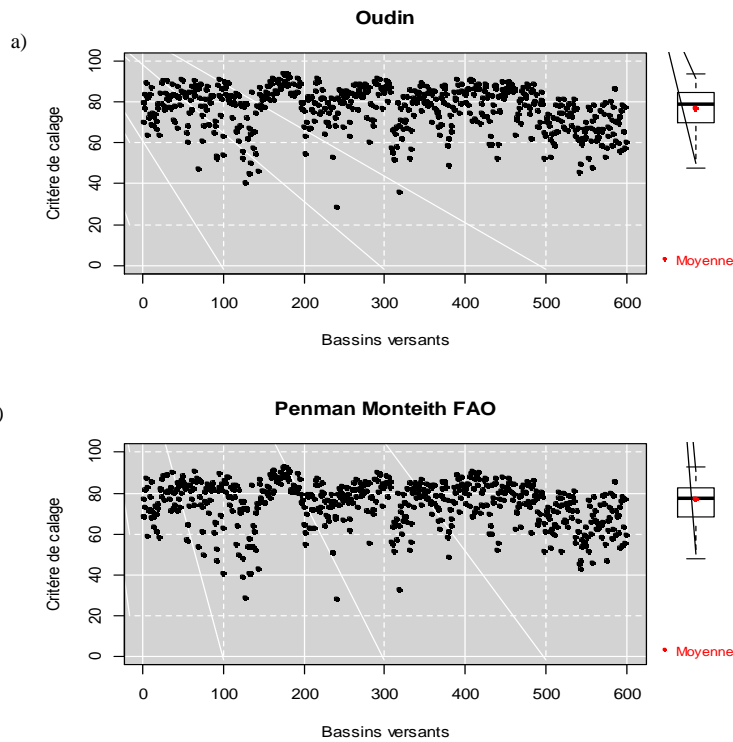 Oudin
a)
100
80
60
40
20
0
Critére de calage
0 100 200 300 400 500 600
Bassins versants
Moyenne
Penman Monteith FAO
)
100
80
60
40
20
0
Critére de calage
0 100 200 300 400 500 600
Bassins versants
Moyenne